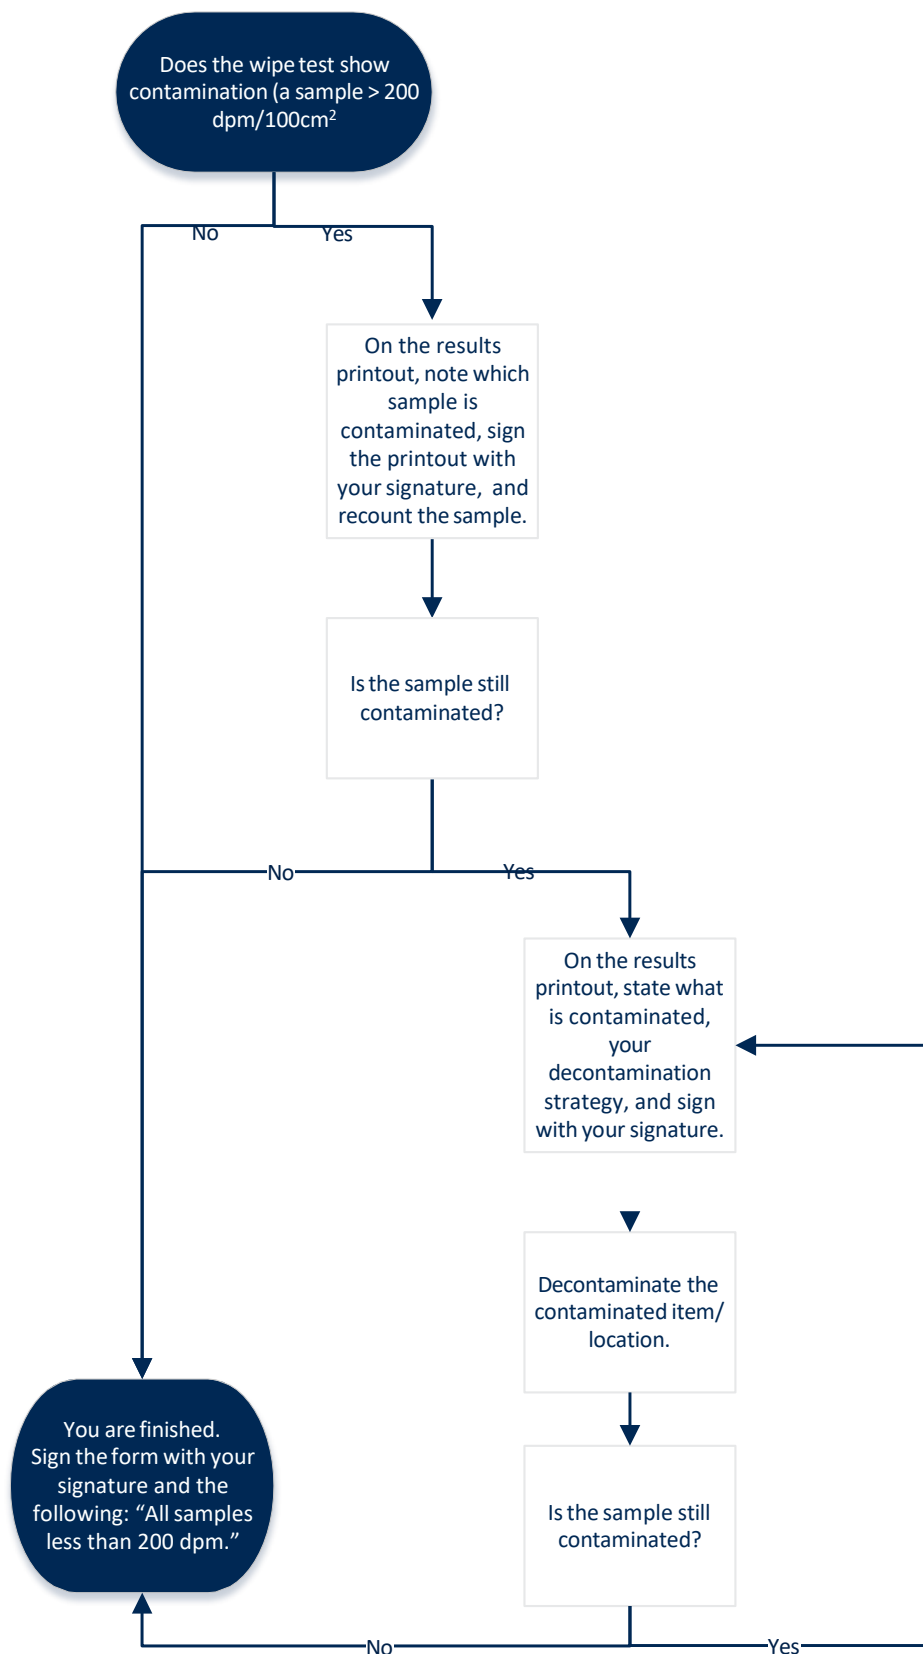 Does the wipe test show
contamination (a sample > 200
dpm/100cm²
No
Yes
On the results
printout, note which
sample is
contaminated, sign
the printout with
your signature, and
recount the sample.
Is the sample still
contaminated?
No
Yes
On the results
printout, state what
is contaminated,
your
decontamination
strategy, and sign
with your signature.
Decontaminate the
contaminated item/
location.
You are finished.
Sign the form with your
signature and the
following: “All samples
less than 200 dpm.”
Is the sample still
contaminated?
No
Yes